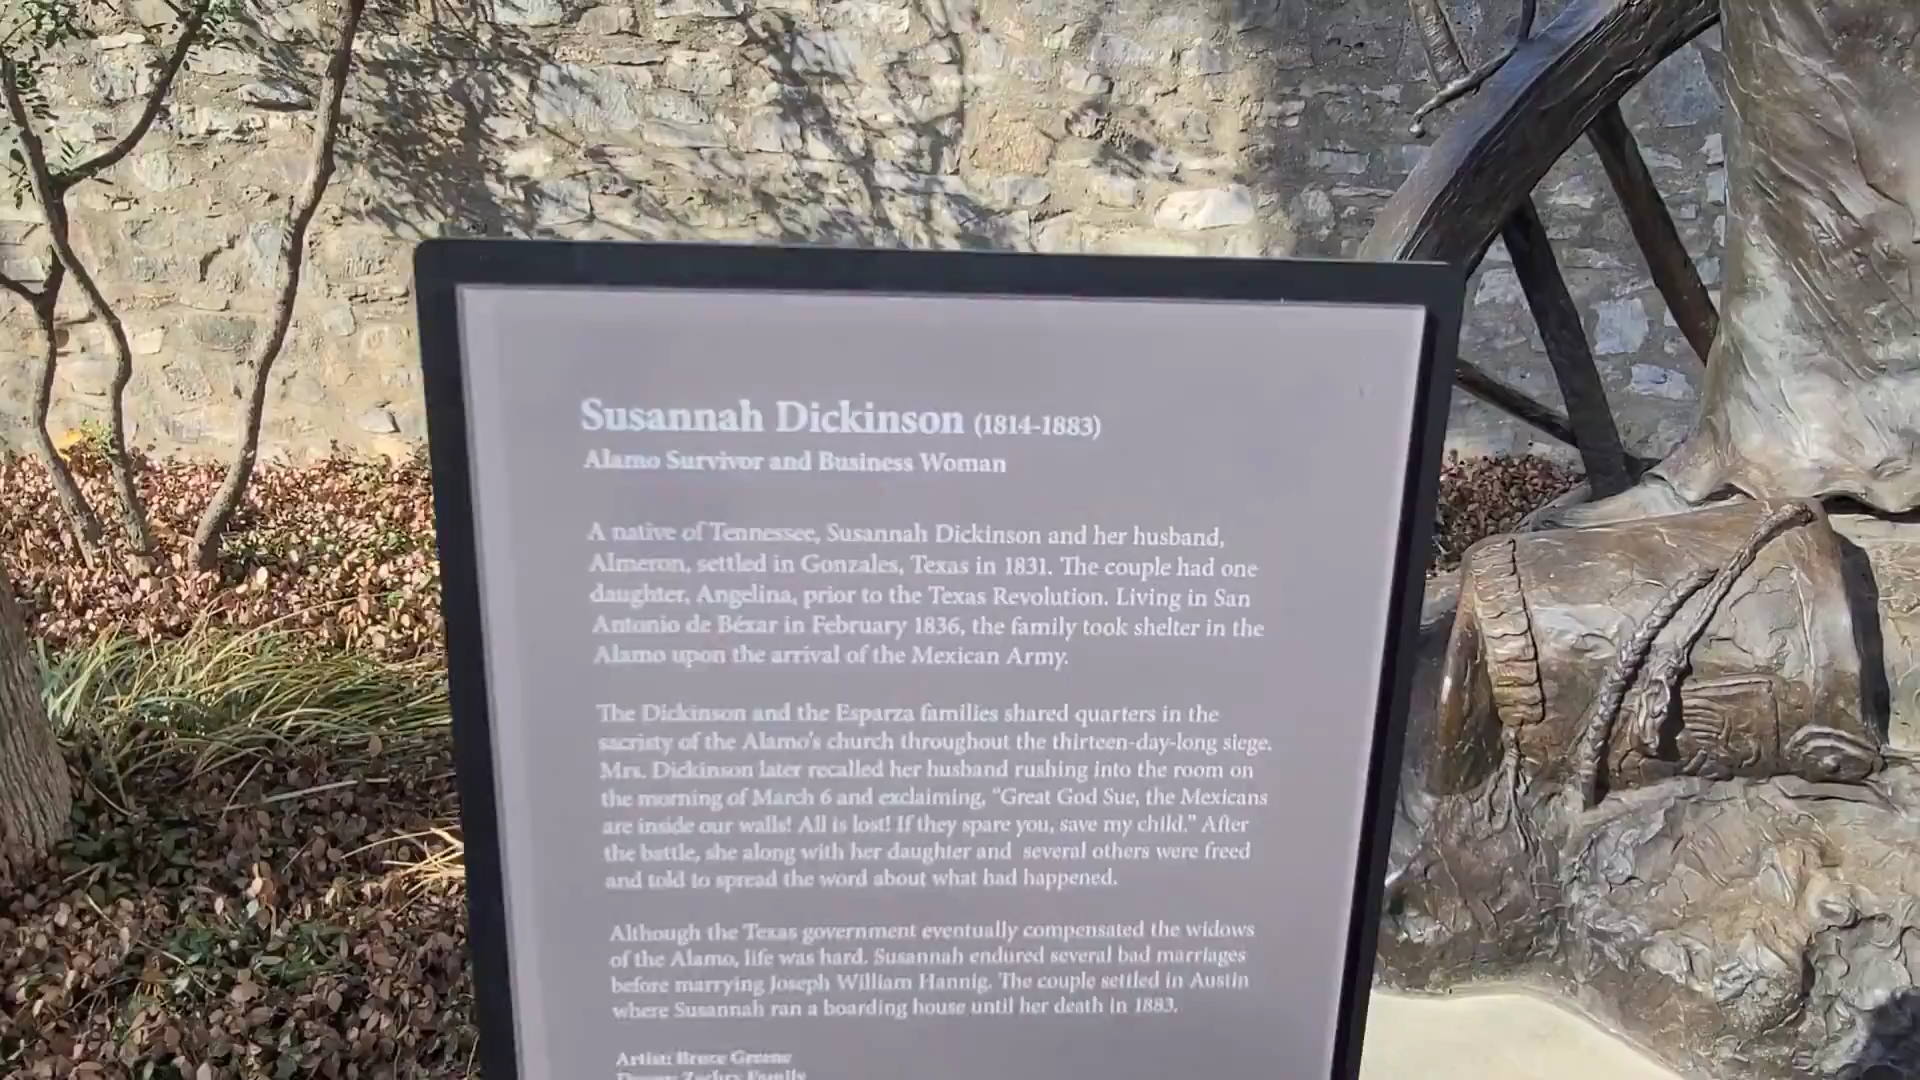 Susannah Dickinson (1814-1883)
Alamo Survivor and Business Woman
A native of Tennessee, Susannah Dickinson and her husband,
Almeron, settled in Gonzales, Texas in 1831. The couple had one
daughter, Angelina, prior to the Texas Revolution. Living in San
Antonio de Béxar in February 1836, the family took shelter in the
Alamo upon the arrival of the Mexican Army.
The Dickinson and the Esparza families shared quarters in the
sacristy of the Alamo's church throughout the thirteen-day-long siege.
Mrs. Dickinson later recalled her husband rushing into the room on
the morning of March 6 and exclaiming, "Great God Sue, the Mexicans
are inside our walls! All is lost! If they spare you, save my child." After
the battle, she along with her daughter and several others were freed
and told to spread the word about what had happened.
Although the Texas government eventually compensated the widows
of the Alamo, life was hard. Susannah endured several bad marriages
before marrying Joseph William Hannig. The couple settled in Austin
where Susannah ran a boarding house until her death in 1883.
Artist: Bruce Greene
Donor: Zachry Family